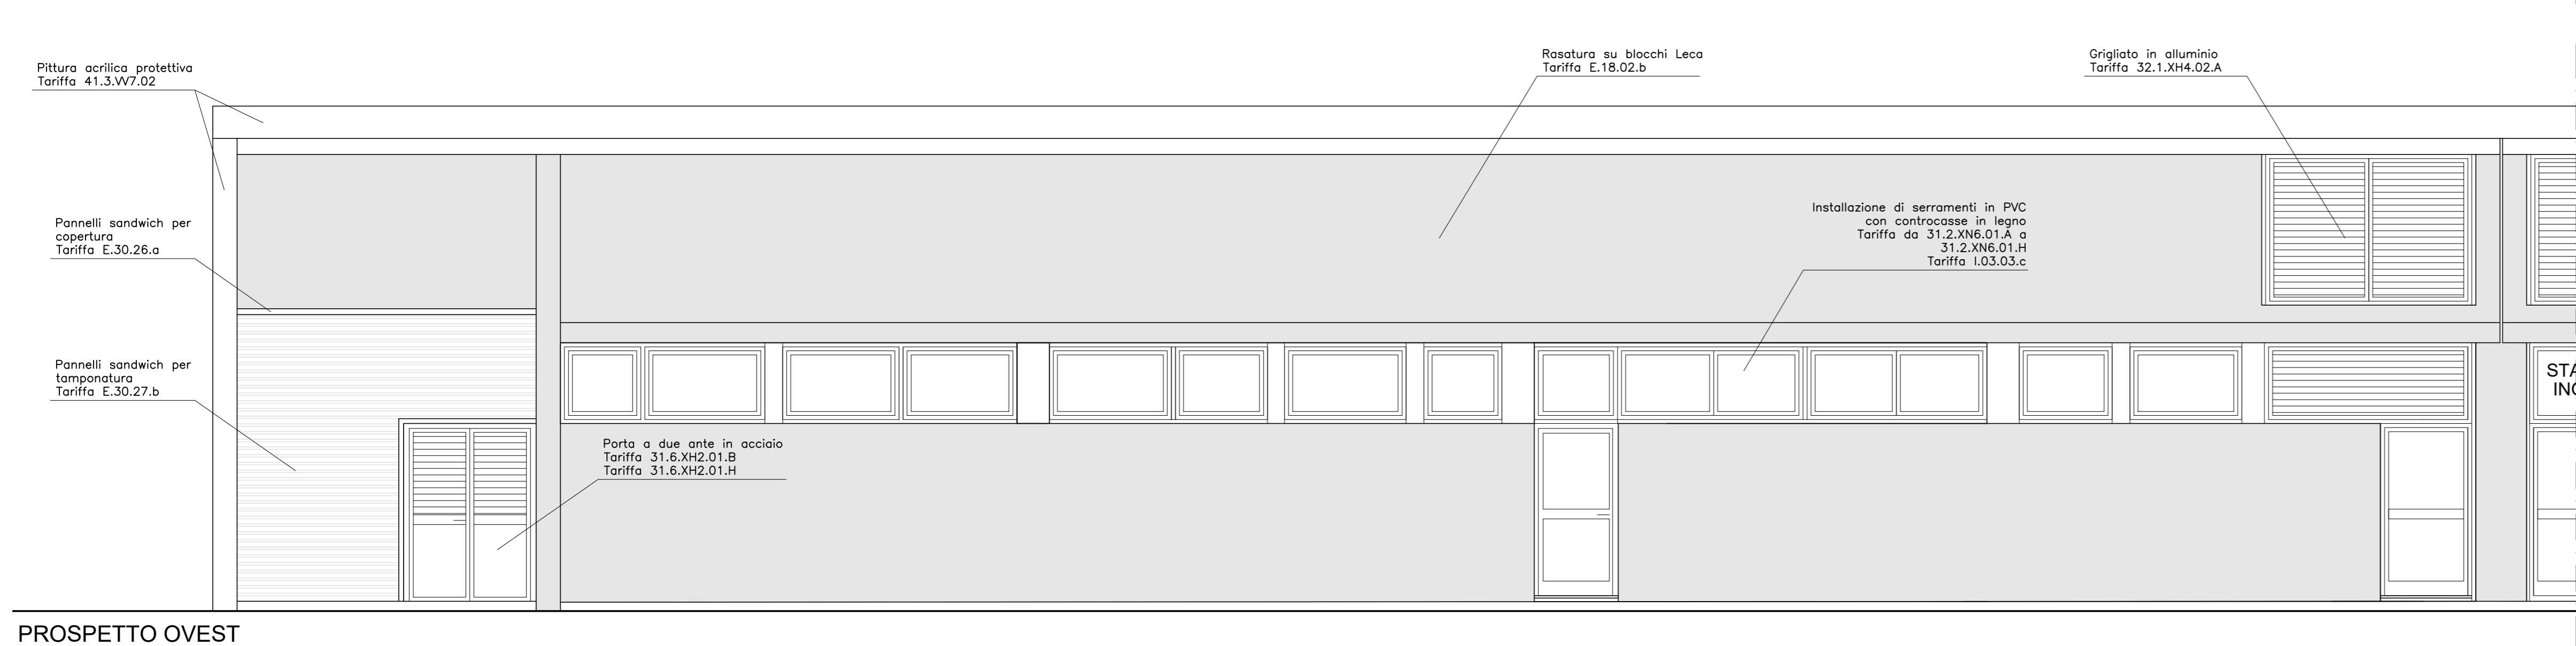 Pittura acrilica protettiva
Tariffa 41.3.VV7.02
Rasatura su blocchi Leca
Tariffa E.18.02.b
Grigliato in alluminio
Tariffa 32.1.XH4.02.A
Pannelli sandwich per
copertura
Tariffa E.30.26.a
Installazione di serramenti in PVC
con controcasse in legno
Tariffa da 31.2.XN6.01.A a
31.2.XN6.01.H
Tariffa I.03.03.c
Pannelli sandwich per
tamponatura
Tariffa E.30.27.b
Porta a due ante in acciaio
Tariffa 31.6.XH2.01.B
Tariffa 31.6.XH2.01.H
PROSPETTO OVEST